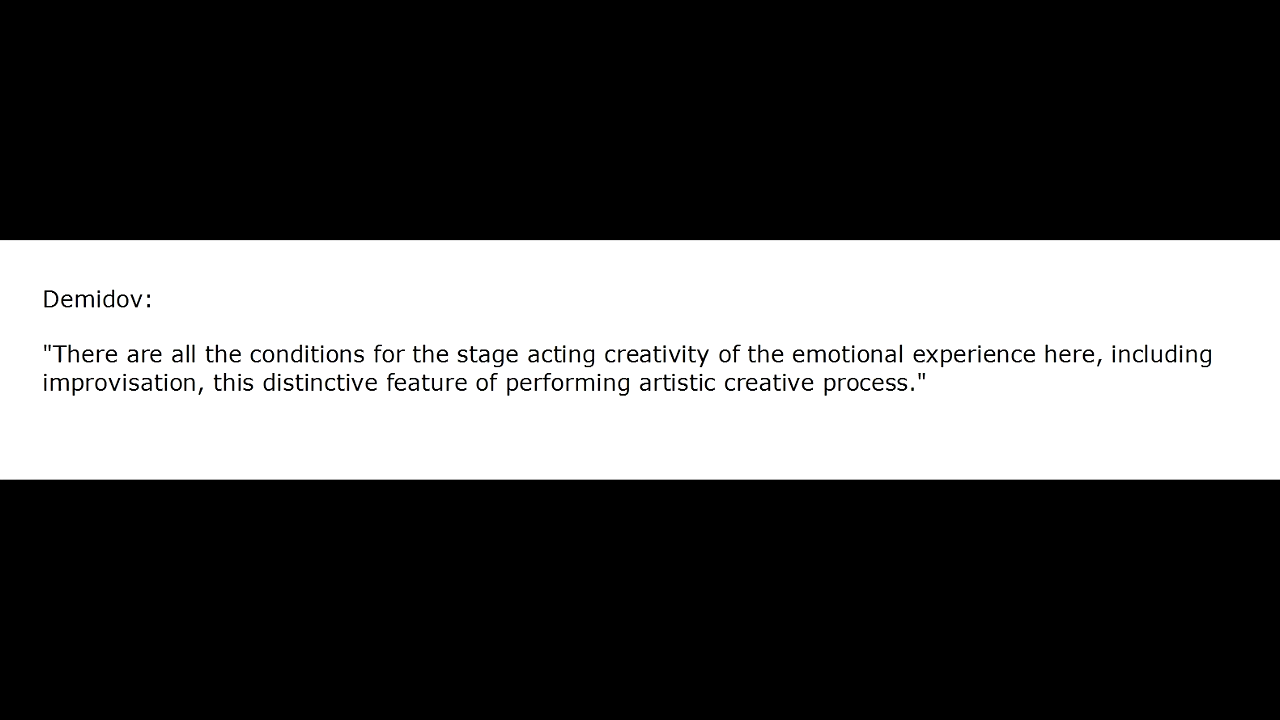 Demidov:
"There are all the conditions for the stage acting creativity of the emotional experience here, including
improvisation, this distinctive feature of performing artistic creative process."